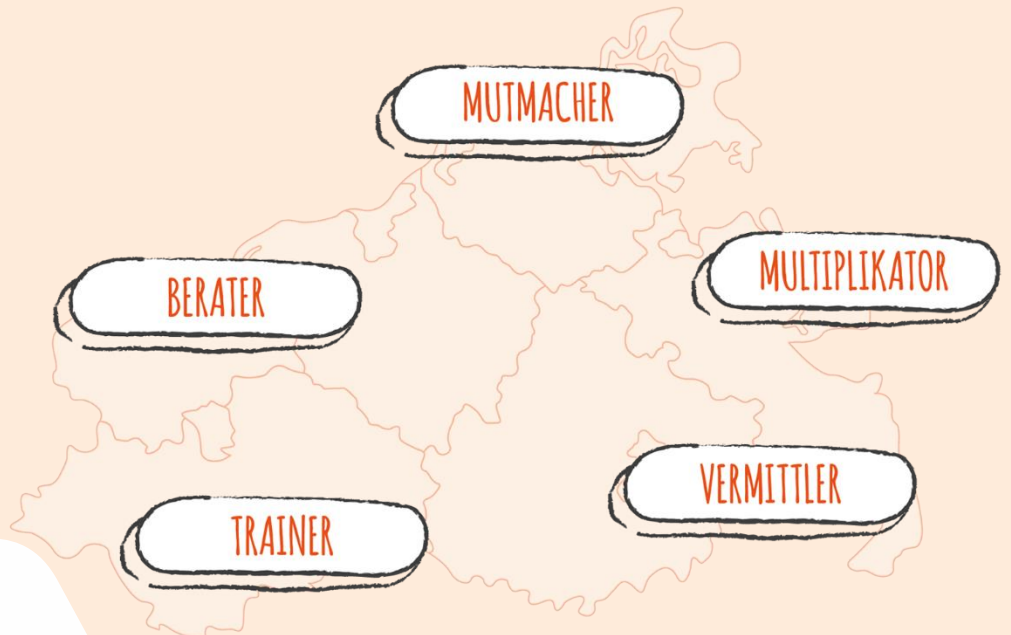 MUTMACHER
MULTIPLIKATOR
BERATER
VERMITTLER
TRAINER